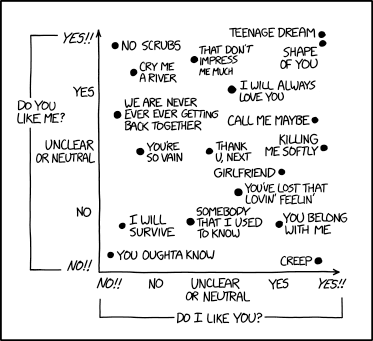 YES!!
YES
DO YOU
LIKE ME?
UNCLEAR
OR NEUTRAL
NO
NO!!
TEENAGE DREAM
NO SCRUBS
THAT DON'T
IMPRESS
ME MUCH
SHAPE
OF YOU
CRY ME
A RIVER
I WILL ALWAYS
LOVE YOU
WE ARE NEVER
EVER EVER GETTING
BACK TOGETHER
CALL ME MAYBE
YOU'RE
SO VAIN
THANK
U, NEXT
KILLING
ME SOFTLY
GIRLFRIEND
YOU'VE LOST THAT
LOVIN' FEELIN'
I WILL
SURVIVE
SOMEBODY
THAT I USED
TO KNOW
YOU BELONG
WITH ME
YOU OUGHTA KNOW
CREEP
NO!!
NO
UNCLEAR
OR NEUTRAL
YES
YES!!
DO I LIKE YOU?